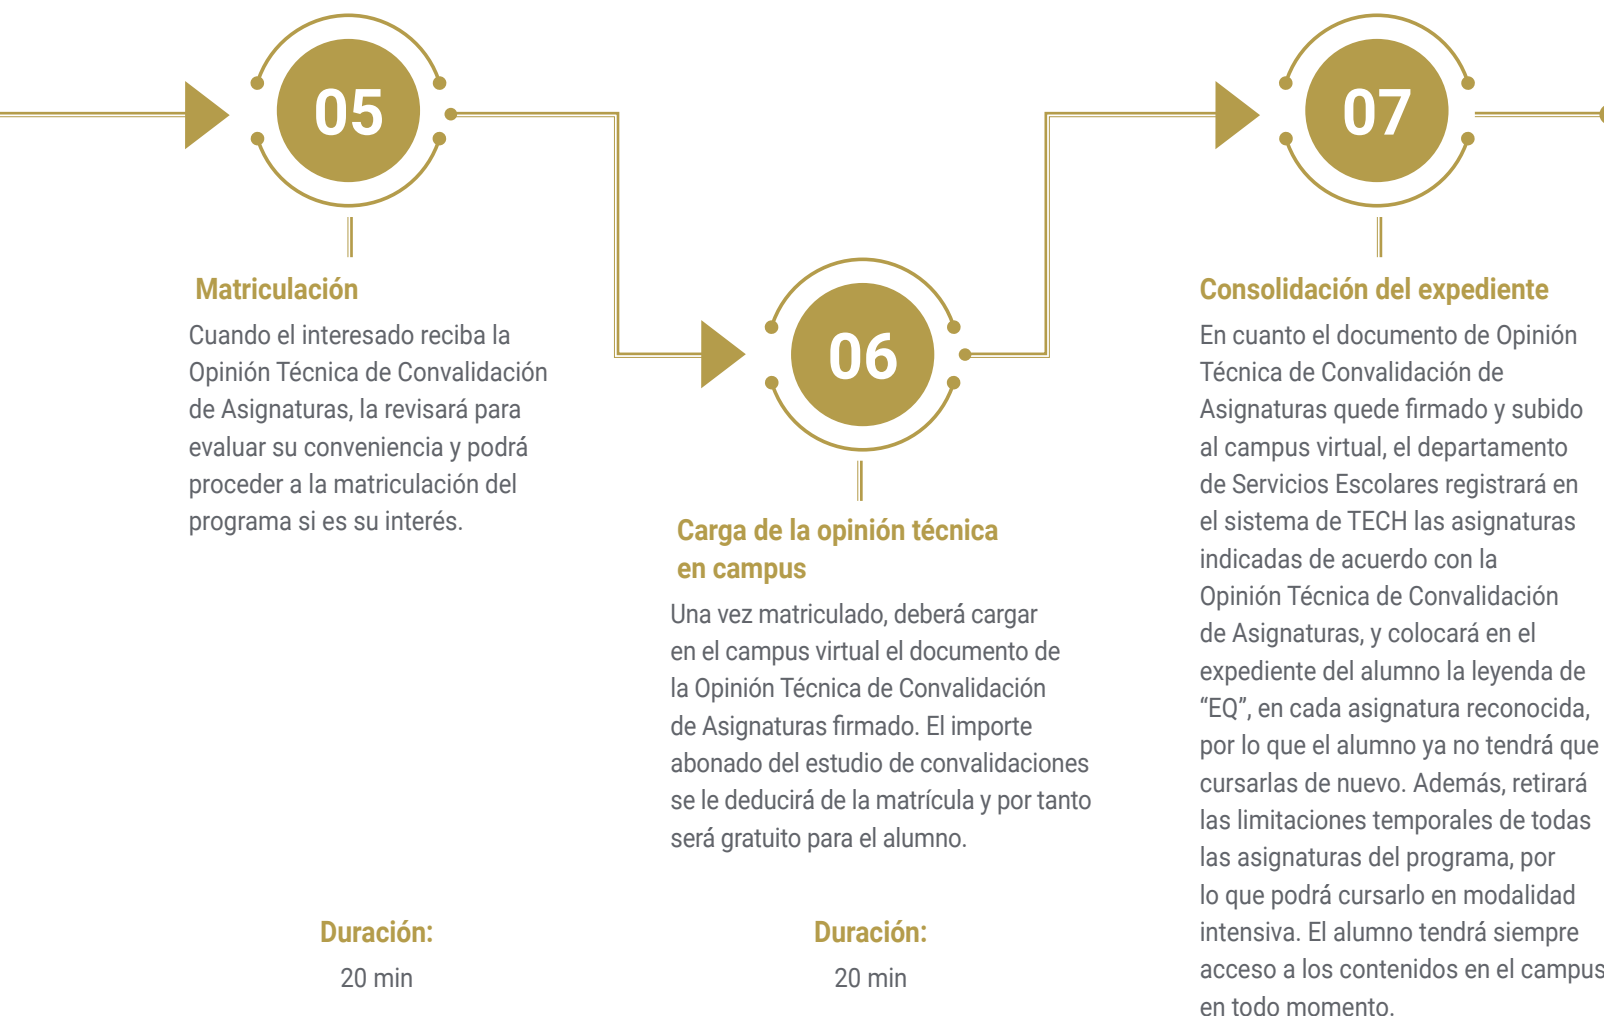 05
Matriculación
Cuando el interesado reciba la
Opinión Técnica de Convalidación
de Asignaturas, la revisará para
evaluar su conveniencia y podrá
proceder a la matriculación del
programa si es su interés.
Duración:
20 min
06
Carga de la opinión técnica
en campus
Una vez matriculado, deberá cargar
en el campus virtual el documento de
la Opinión Técnica de Convalidación
de Asignaturas firmado. El importe
abonado del estudio de convalidaciones
se le deducirá de la matrícula y por tanto
será gratuito para el alumno.
Duración:
20 min
07
Consolidación del expediente
En cuanto el documento de Opinión
Técnica de Convalidación de
Asignaturas quede firmado y subido
al campus virtual, el departamento
de Servicios Escolares registrará en
el sistema de TECH las asignaturas
indicadas de acuerdo con la
Opinión Técnica de Convalidación
de Asignaturas, y colocará en el
expediente del alumno la leyenda de
“EQ”, en cada asignatura reconocida,
por lo que el alumno ya no tendrá que
cursarlas de nuevo. Además, retirará
las limitaciones temporales de todas
las asignaturas del programa, por
lo que podrá cursarlo en modalidad
intensiva. El alumno tendrá siempre
acceso a los contenidos en el campus
en todo momento.